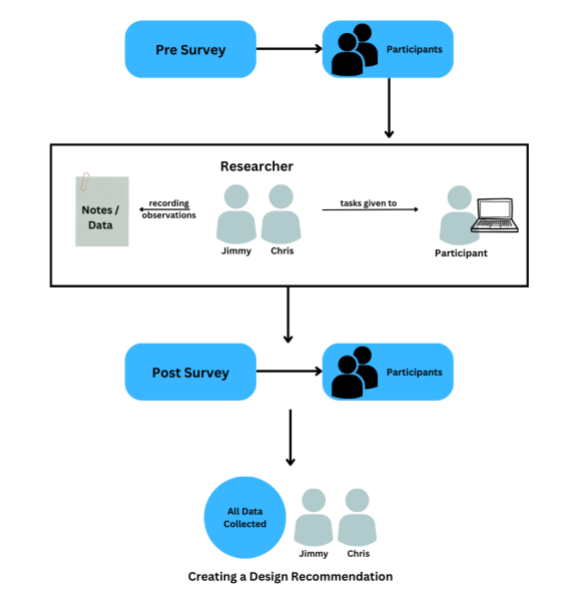 Pre Survey
Participants
Researcher
Notes /
Data
recording
observations
tasks given to
Jimmy
Chris
Participant
Post Survey
Participants
All Data
Collected
Jimmy
Chris
Creating a Design Recommendation